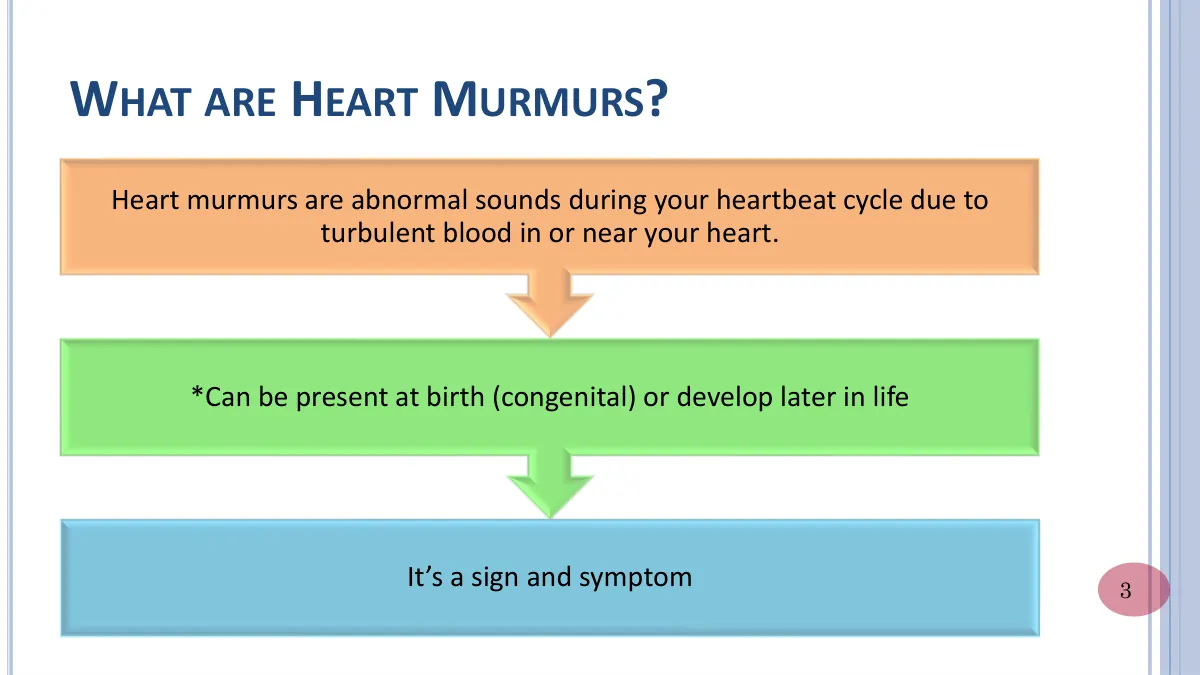 WHAT ARE HEART MURMURS?
Heart murmurs are abnormal sounds during your heartbeat cycle due to
turbulent blood in or near your heart.
*Can be present at birth (congenital) or develop later in life
It’s a sign and symptom
3